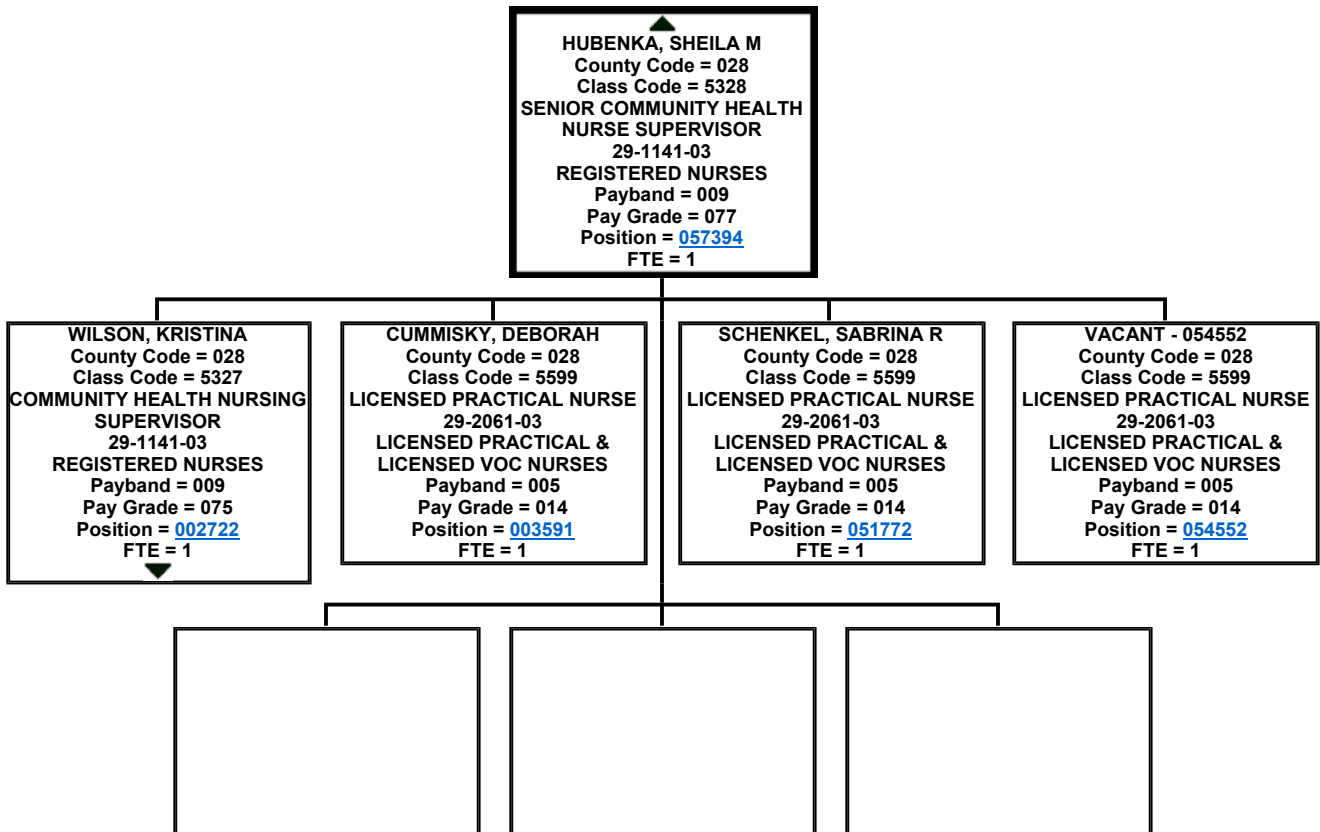 HUBENKA, SHEILA M
County Code = 028
Class Code = 5328
SENIOR COMMUNITY HEALTH
NURSE SUPERVISOR
29-1141-03
REGISTERED NURSES
Payband = 009
Pay Grade = 077
Position = 057394
FTE = 1
WILSON, KRISTINA
County Code = 028
Class Code = 5327
COMMUNITY HEALTH NURSING
SUPERVISOR
29-1141-03
REGISTERED NURSES
Payband = 009
Pay Grade = 075
Position = 002722
FTE = 1
CUMMISKY, DEBORAH
County Code = 028
Class Code = 5599
LICENSED PRACTICAL NURSE
29-2061-03
LICENSED PRACTICAL &
LICENSED VOC NURSES
Payband = 005
Pay Grade = 014
Position = 003591
FTE = 1
SCHENKEL, SABRINA R
County Code = 028
Class Code = 5599
LICENSED PRACTICAL NURSE
29-2061-03
LICENSED PRACTICAL &
LICENSED VOC NURSES
Payband = 005
Pay Grade = 014
Position = 051772
FTE = 1
VACANT - 054552
County Code = 028
Class Code = 5599
LICENSED PRACTICAL NURSE
29-2061-03
LICENSED PRACTICAL &
LICENSED VOC NURSES
Payband = 005
Pay Grade = 014
Position = 054552
FTE = 1